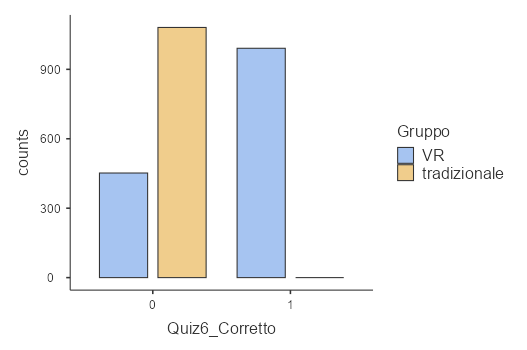 900
600
300
0
counts
0
1
Quiz6_Corretto
Gruppo
VR
tradizionale